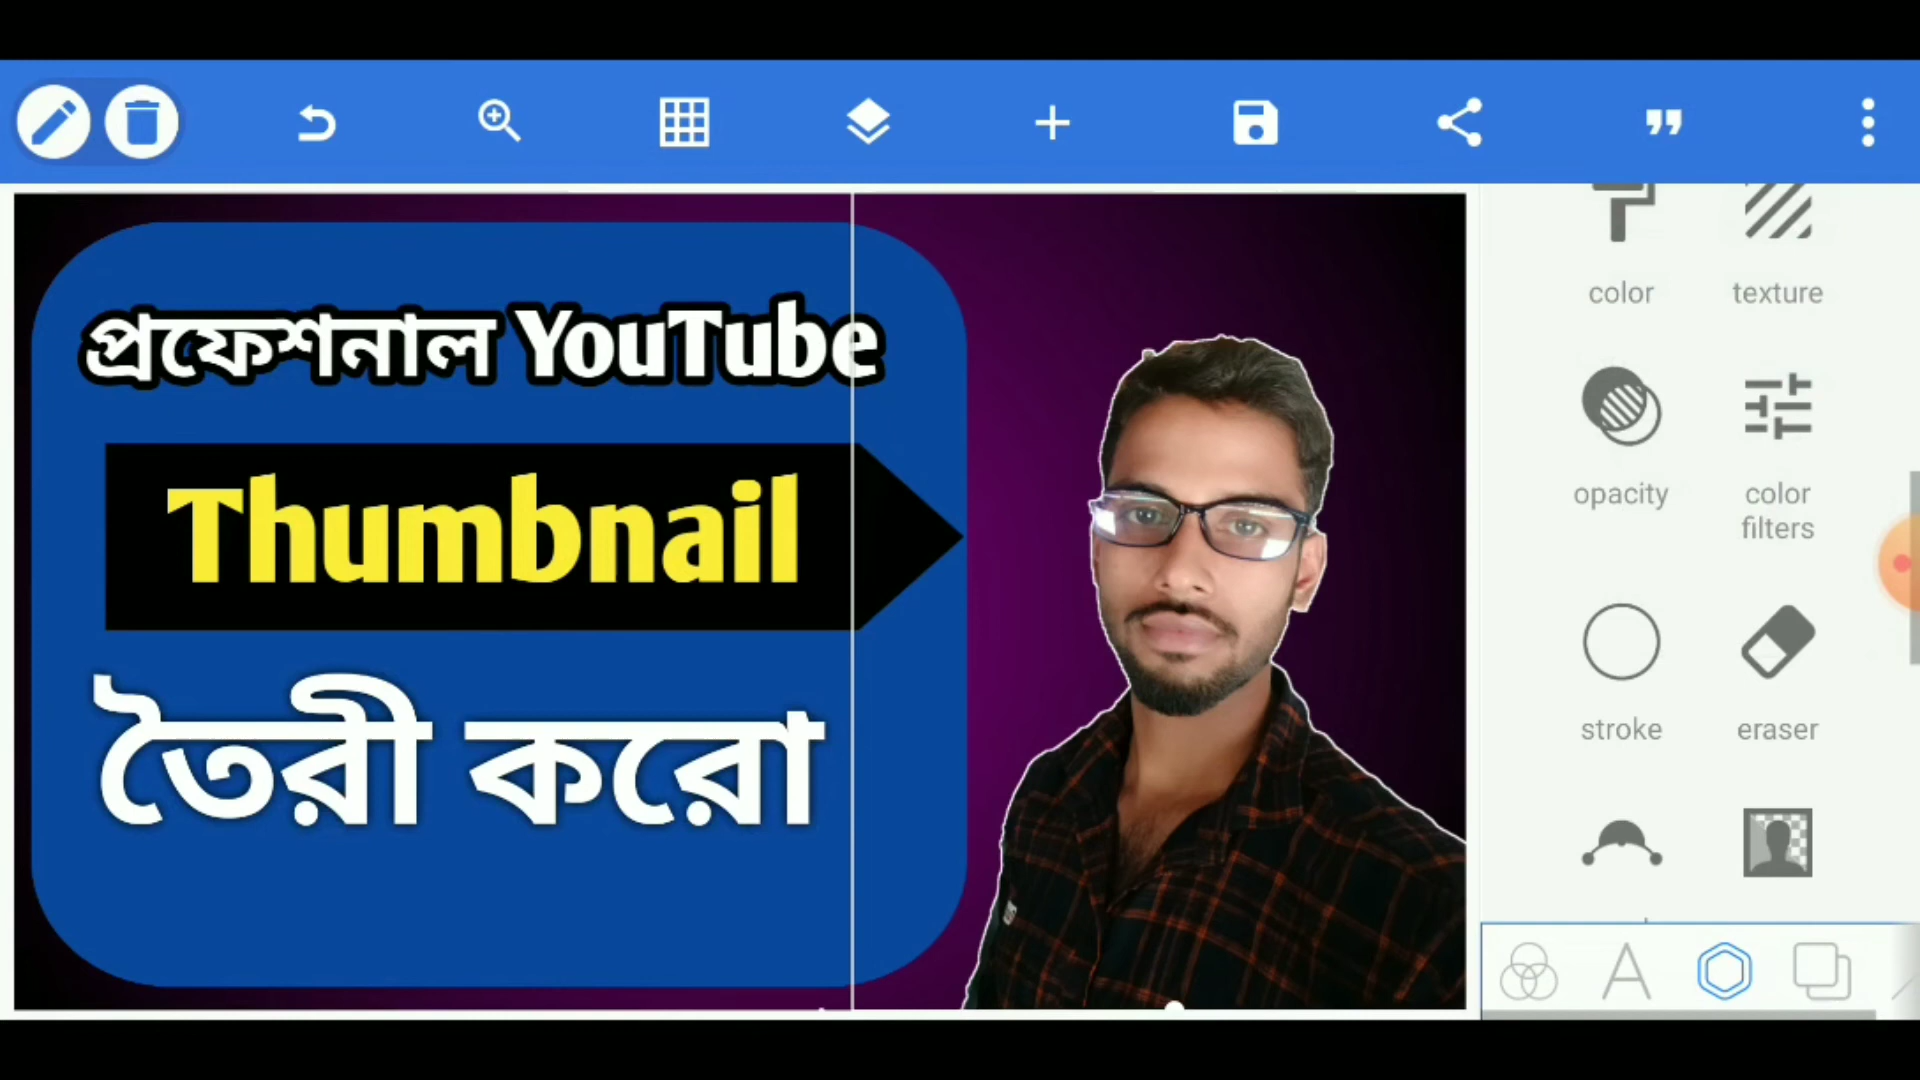 প্রফেশনাল YouTube
Thumbnail
তৈরী করো
color
texture
opacity
color
filters
stroke
eraser